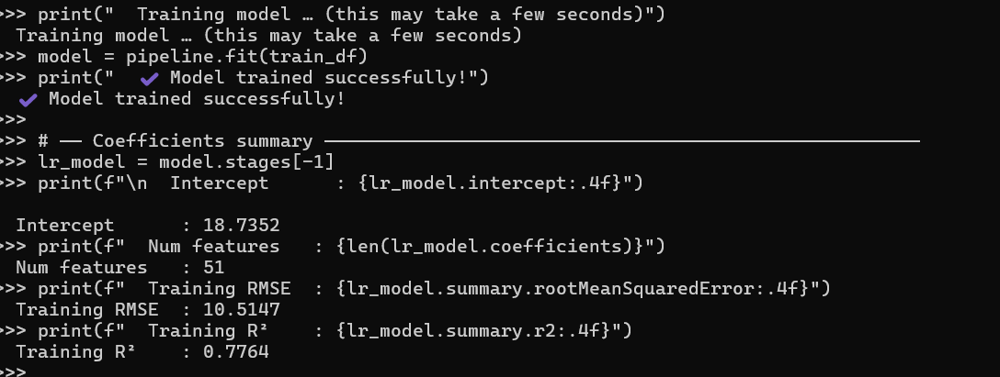 >>> print("  Training model … (this may take a few seconds)")
  Training model … (this may take a few seconds)
>>> model = pipeline.fit(train_df)
>>> print("  ✔ Model trained successfully!")
  ✔ Model trained successfully!
>>>
>>> # —— Coefficients summary ——————————————————————————————————————————————————————
>>> lr_model = model.stages[-1]
>>> print(f"\n  Intercept      : {lr_model.intercept:.4f}")

  Intercept      : 18.7352
>>> print(f"  Num features   : {len(lr_model.coefficients)}")
  Num features   : 51
>>> print(f"  Training RMSE  : {lr_model.summary.rootMeanSquaredError:.4f}")
  Training RMSE  : 10.5147
>>> print(f"  Training R²    : {lr_model.summary.r2:.4f}")
  Training R²    : 0.7764
>>>